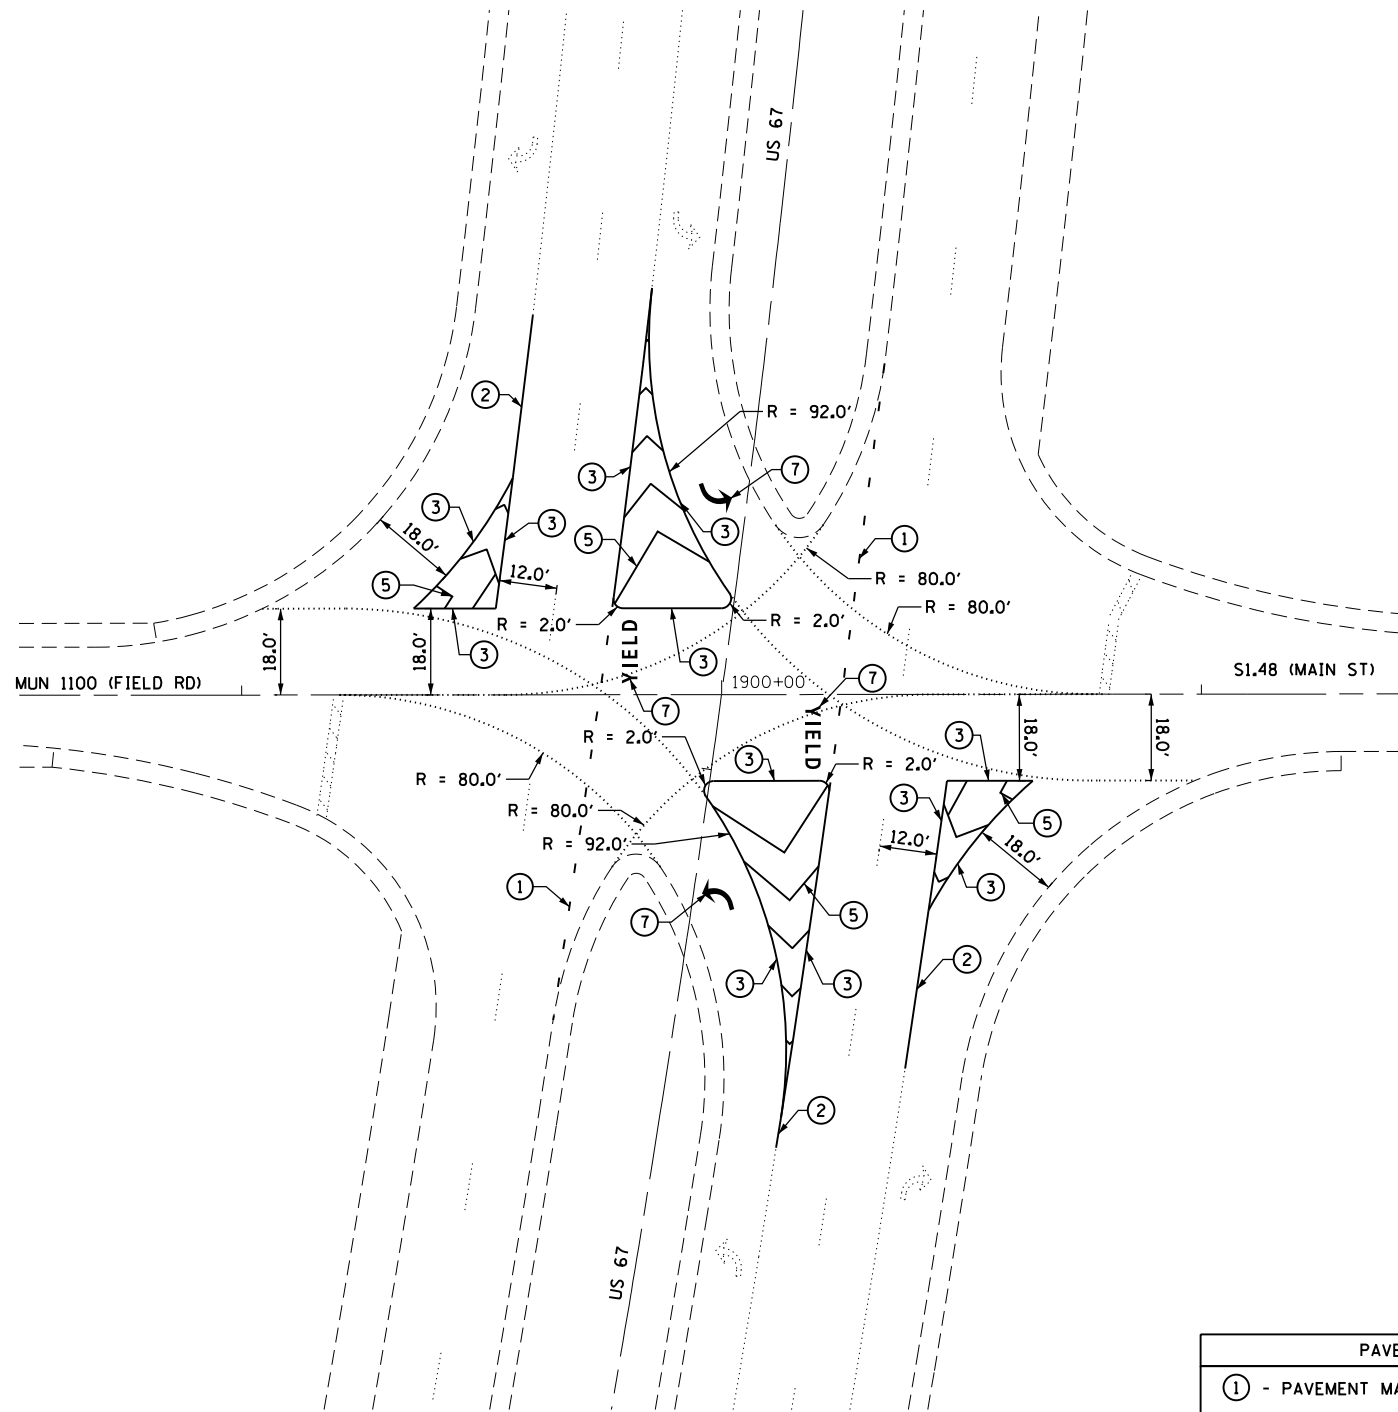 US 67
2
R = 92.0'
3
7
3
3
3
18.0'
5
1
5
12.0'
R = 80.0'
R = 80.0'
R = 2.0'
R = 2.0'
YIELD
18.0'
18.0'
3
3
MUN 1100 (FIELD RD)
1900+00
7
S1.48 (MAIN ST)
7
YIELD
18.0'
18.0'
R = 2.0'
3
R = 2.0'
3
R = 80.0'
3
R = 80.0'
5
R = 92.0'
12.0'
18.0'
1
3
5
7
2
3
3
2
US 67
PAVE
1 - PAVEMENT MA